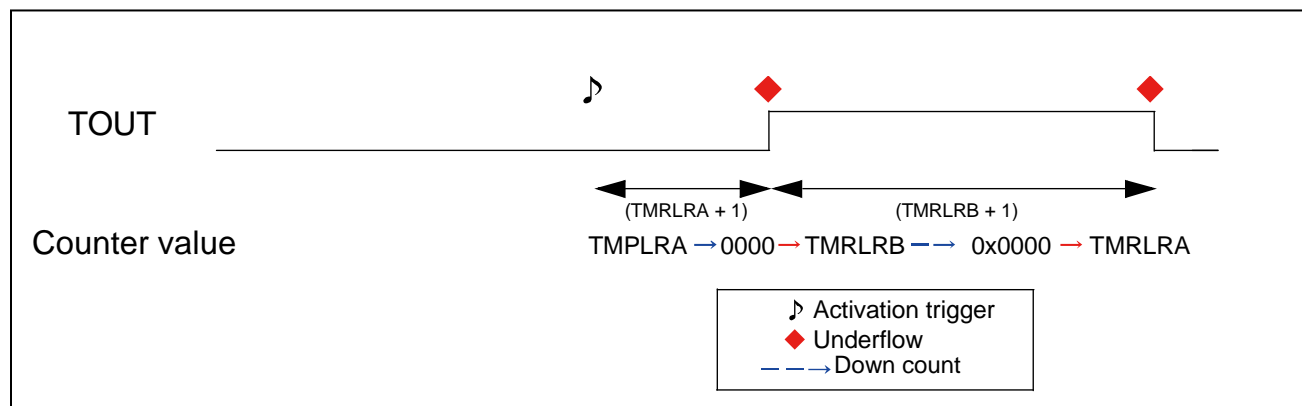 TOUT
(TMRLRA + 1) (TMRLRB + 1)
Counter value TMPLRA → 0000 → TMRLRB – → 0x0000 → TMRLRA
♪ Activation trigger
◆ Underflow
– – → Down count